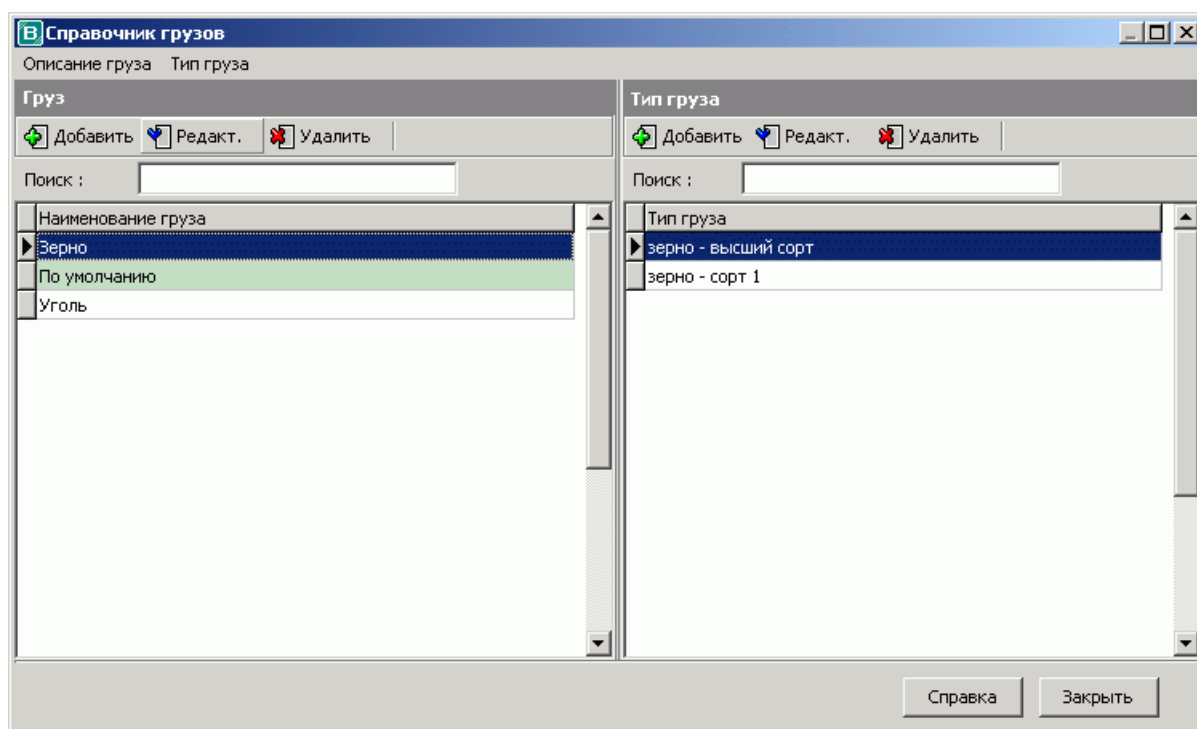 B Справочник грузов
Описание груза Тип груза
Груз
Добавить Редакт. Удалить
Поиск :
Наименование груза
Зерно
По умолчанию
Уголь
Тип груза
Добавить Редакт. Удалить
Поиск :
Тип груза
зерно - высший сорт
зерно - сорт 1
Справка Закрыть